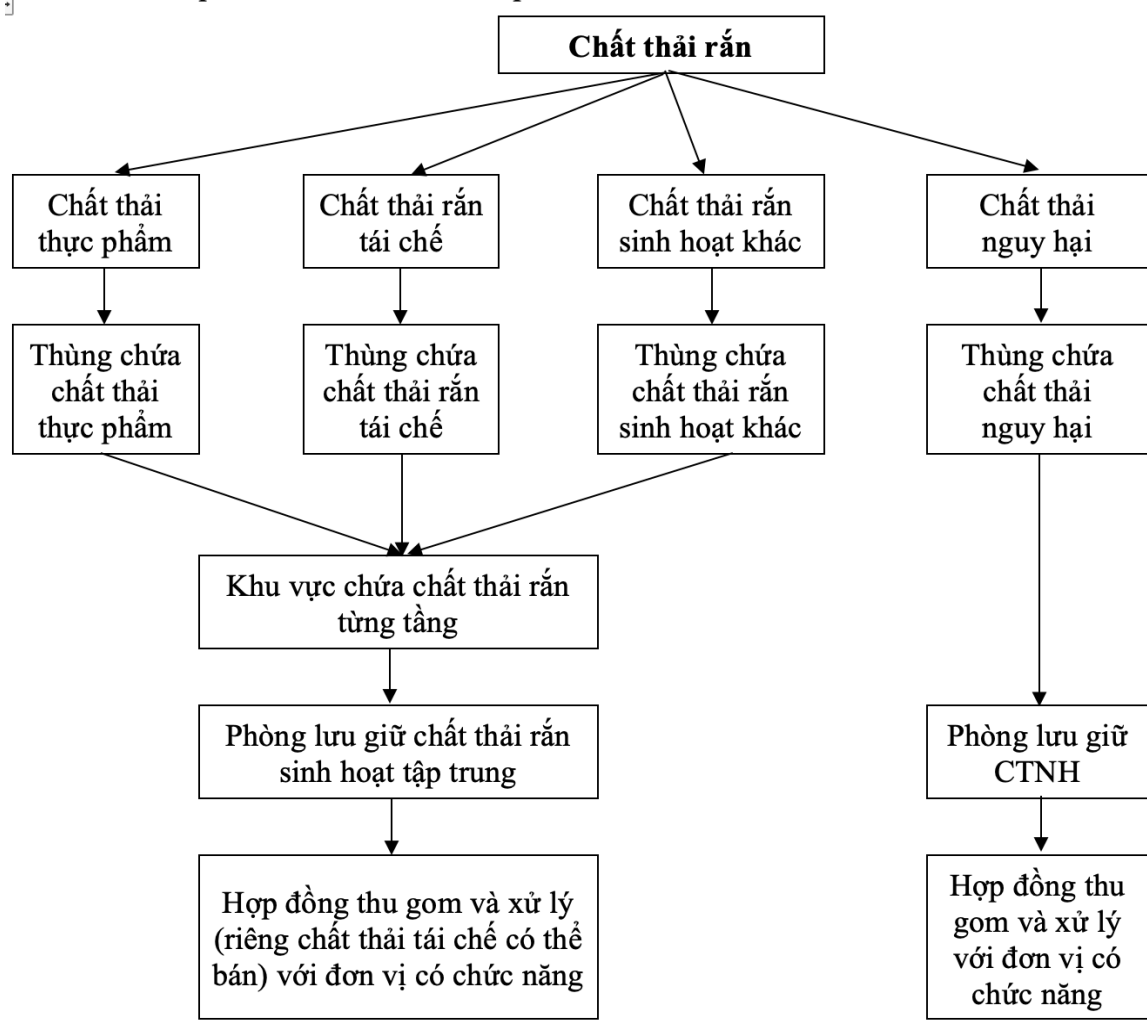 Chất thải rắn
Chất thải
thực phẩm
Chất thải rắn
tái chế
Chất thải rắn
sinh hoạt khác
Chất thải
nguy hại
Thùng chứa
chất thải
thực phẩm
Thùng chứa
chất thải rắn
tái chế
Thùng chứa
chất thải rắn
sinh hoạt khác
Thùng chứa
chất thải
nguy hại
Khu vực chứa chất thải rắn
từng tầng
Phòng lưu giữ chất thải rắn
sinh hoạt tập trung
Phòng lưu giữ
CTNH
Hợp đồng thu gom và xử lý
(riêng chất thải tái chế có thể
bán) với đơn vị có chức năng
Hợp đồng thu
gom và xử lý
với đơn vị có
chức năng